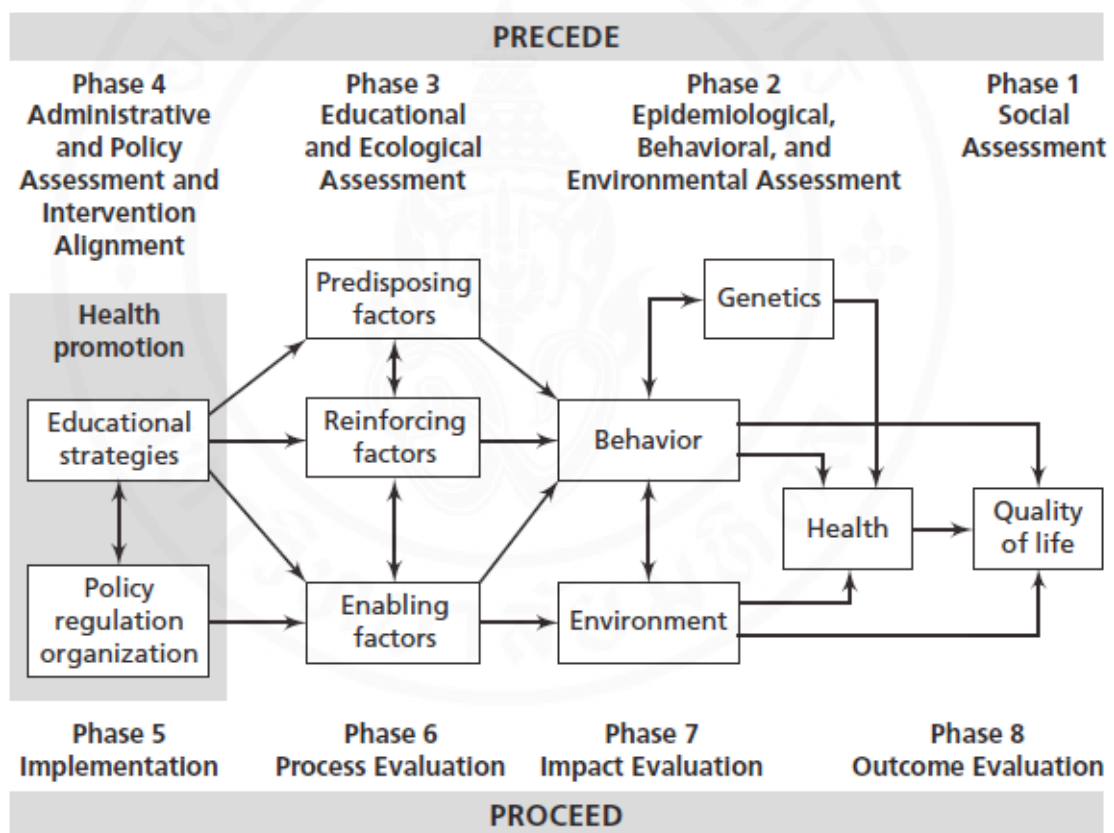 PRECEDE
Phase 4
Administrative
and Policy
Assessment and
Intervention
Alignment
Phase 3
Educational
and Ecological
Assessment
Phase 2
Epidemiological,
Behavioral, and
Environmental Assessment
Phase 1
Social
Assessment
Health
promotion
Educational
strategies
Policy
regulation
organization
Predisposing
factors
Reinforcing
factors
Enabling
factors
Genetics
Behavior
Environment
Health
Quality
of life
Phase 5
Implementation
Phase 6
Process Evaluation
Phase 7
Impact Evaluation
Phase 8
Outcome Evaluation
PROCEED